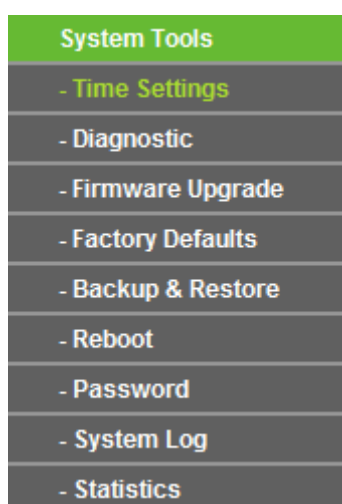 System Tools
- Time Settings
- Diagnostic
- Firmware Upgrade
- Factory Defaults
- Backup & Restore
- Reboot
- Password
- System Log
- Statistics